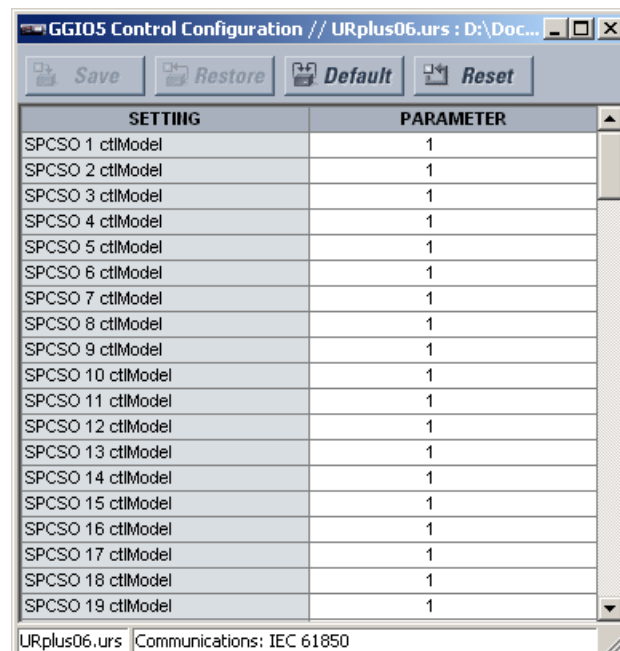 GGIO5 Control Configuration // URplus06.urs : D:\Doc...
Save Restore Default Reset
SETTING PARAMETER
SPCSO 1 ctlModel 1
SPCSO 2 ctlModel 1
SPCSO 3 ctlModel 1
SPCSO 4 ctlModel 1
SPCSO 5 ctlModel 1
SPCSO 6 ctlModel 1
SPCSO 7 ctlModel 1
SPCSO 8 ctlModel 1
SPCSO 9 ctlModel 1
SPCSO 10 ctlModel 1
SPCSO 11 ctlModel 1
SPCSO 12 ctlModel 1
SPCSO 13 ctlModel 1
SPCSO 14 ctlModel 1
SPCSO 15 ctlModel 1
SPCSO 16 ctlModel 1
SPCSO 17 ctlModel 1
SPCSO 18 ctlModel 1
SPCSO 19 ctlModel 1
URplus06.urs Communications: IEC 61850